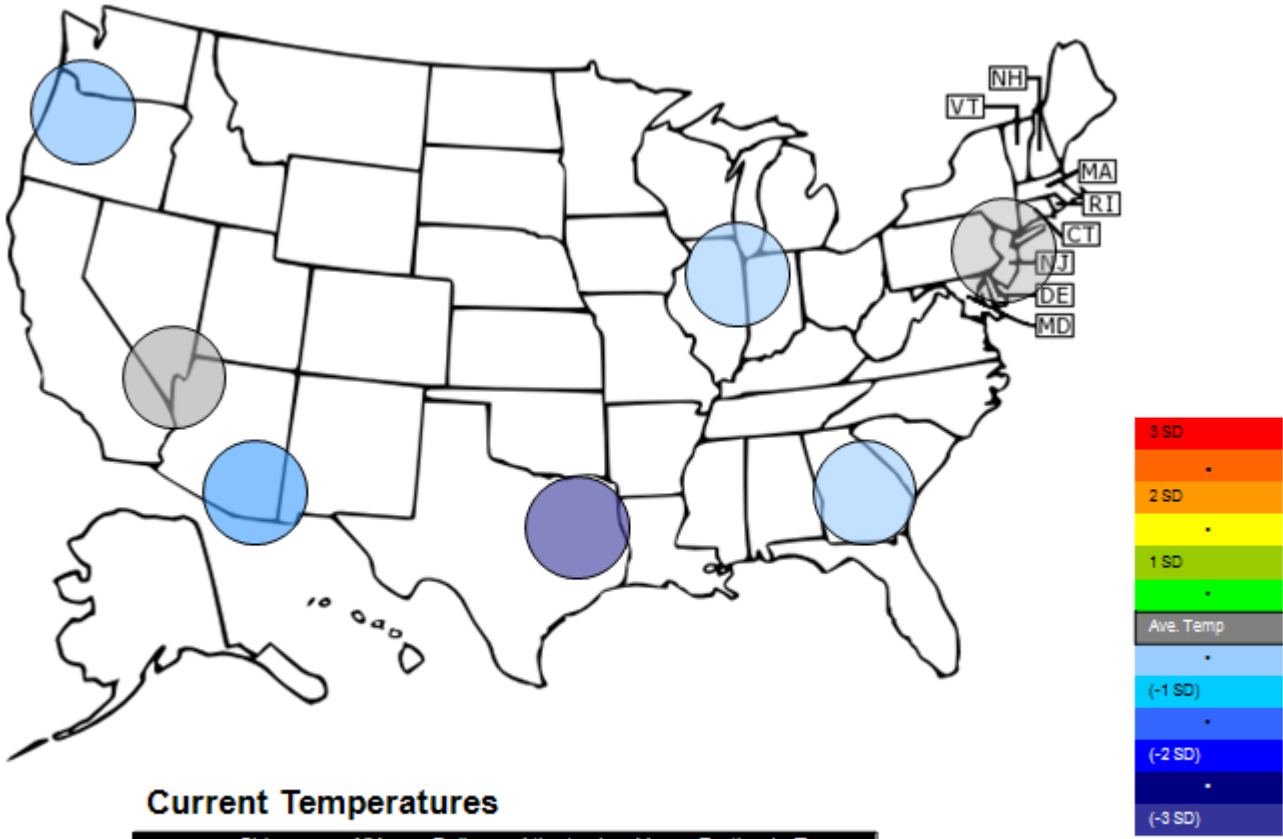 NH
VT
MA
RI
CT
NJ
DE
MD
3 SD
2 SD
1 SD
Ave. Temp
(-1 SD)
(-2 SD)
(-3 SD)
Current Temperatures